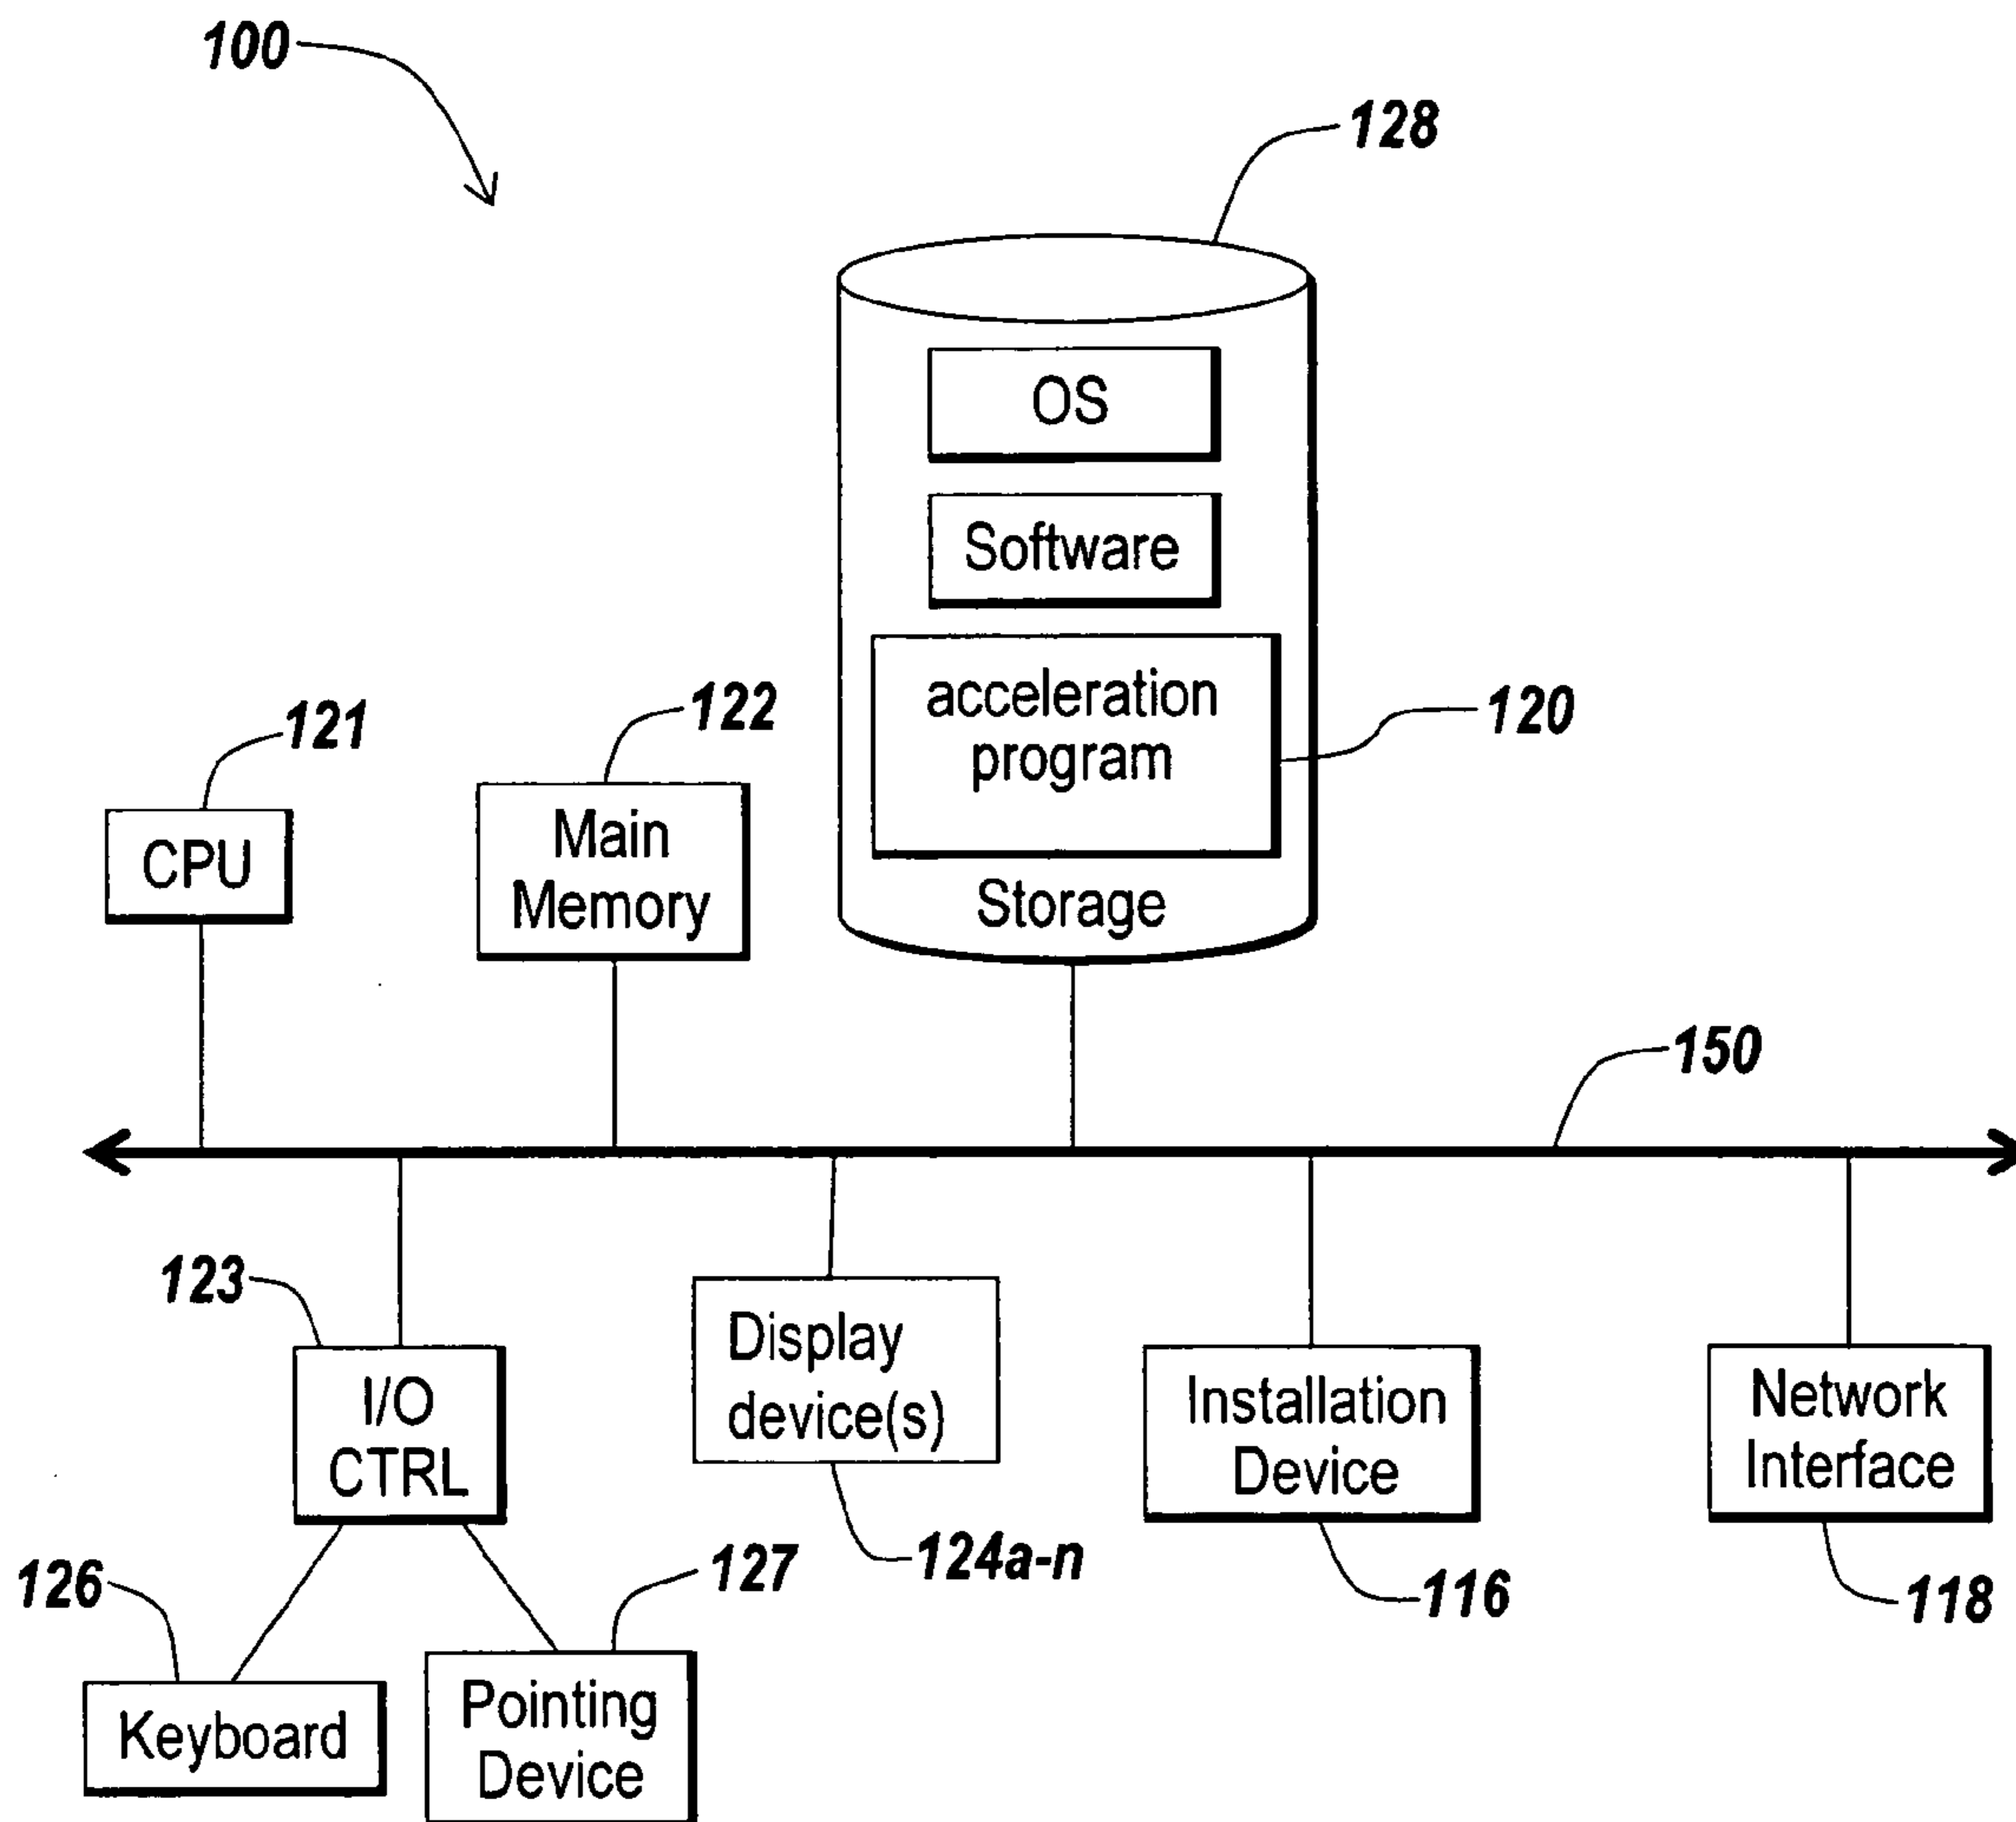 100
128
OS
Software
acceleration
program
120
Storage
121
CPU
122
Main
Memory
150
123
I/O
CTRL
Display
device(s)
124a-n
Installation
Device
116
Network
Interface
118
126
Keyboard
127
Pointing
Device